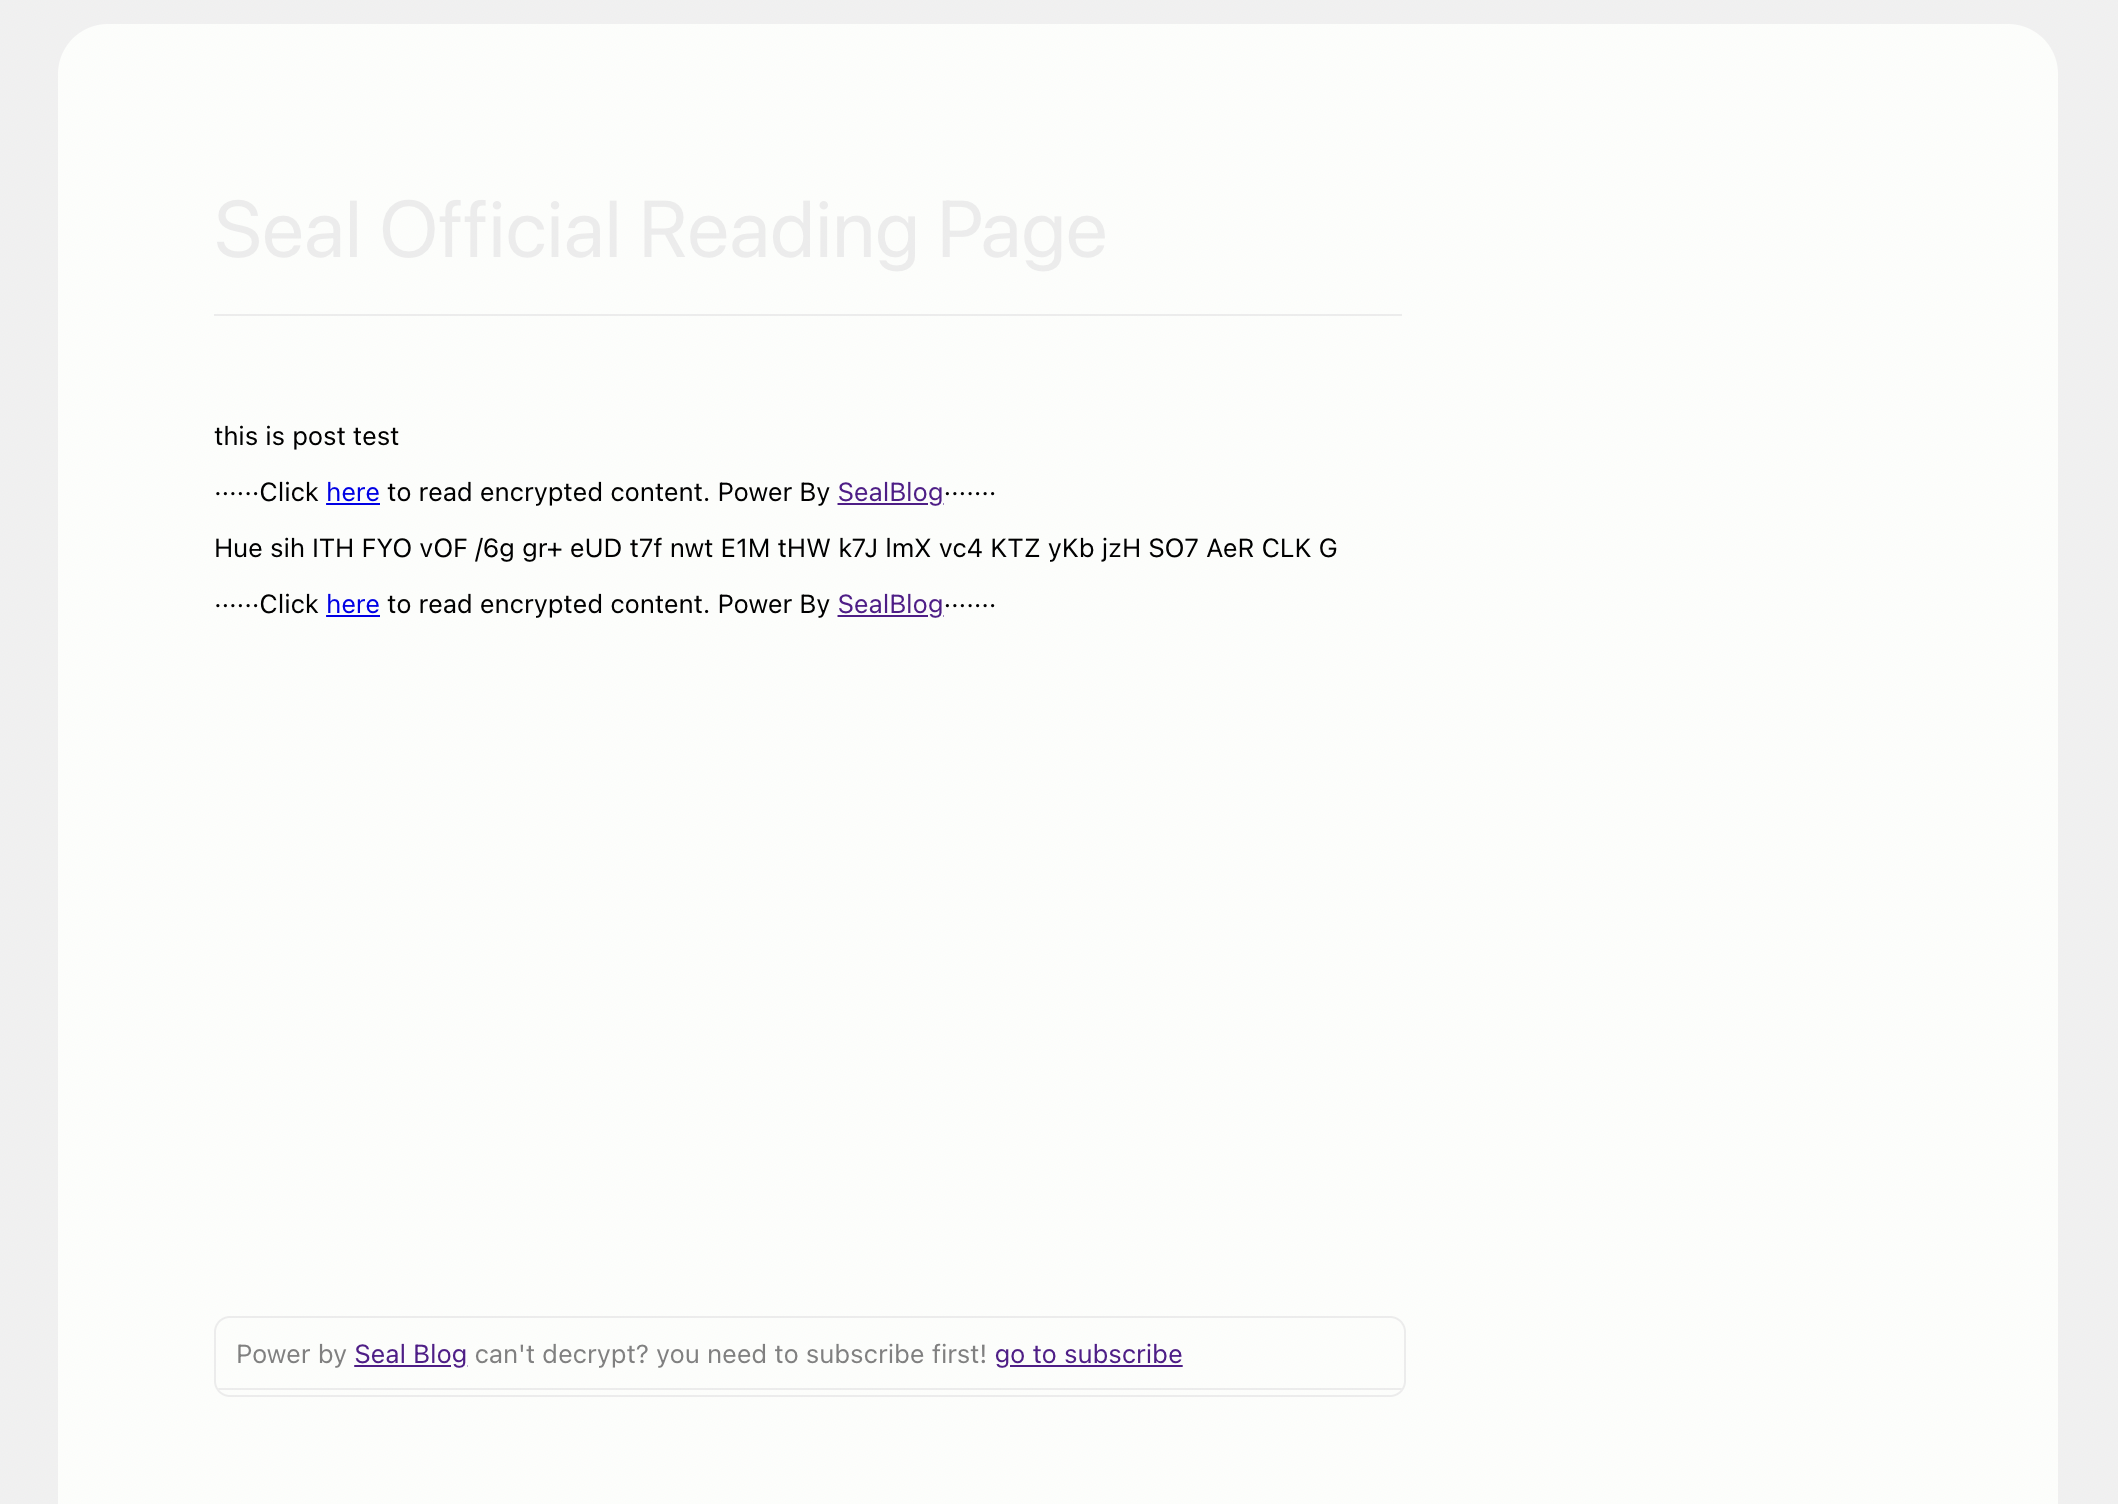 Seal Official Reading Page
this is post test
······Click here to read encrypted content. Power By SealBlog·······
Hue sih ITH FYO vOF /6g gr+ eUD t7f nwt E1M tHW k7J lmX vc4 KTZ yKb jzH SO7 AeR CLK G
······Click here to read encrypted content. Power By SealBlog·······
Power by Seal Blog can't decrypt? you need to subscribe first! go to subscribe